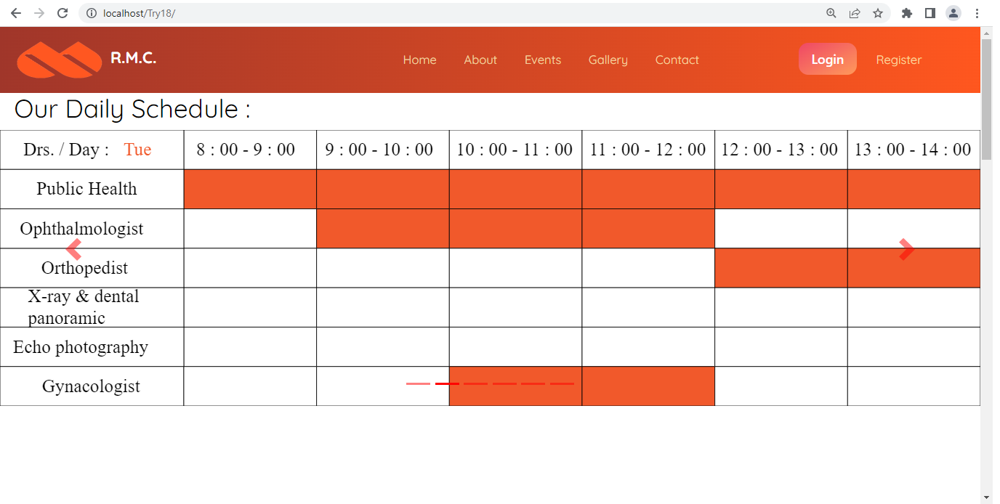 localhost/Try18/
R.M.C.
Home About Events Gallery Contact Login Register
Our Daily Schedule :
Drs. / Day : Tue 8 : 00 - 9 : 00 9 : 00 - 10 : 00 10 : 00 - 11 : 00 11 : 00 - 12 : 00 12 : 00 - 13 : 00 13 : 00 - 14 : 00
Public Health
Ophthalmologist
Orthopedist
X-ray & dental
panoramic
Echo photography
Gynacologist